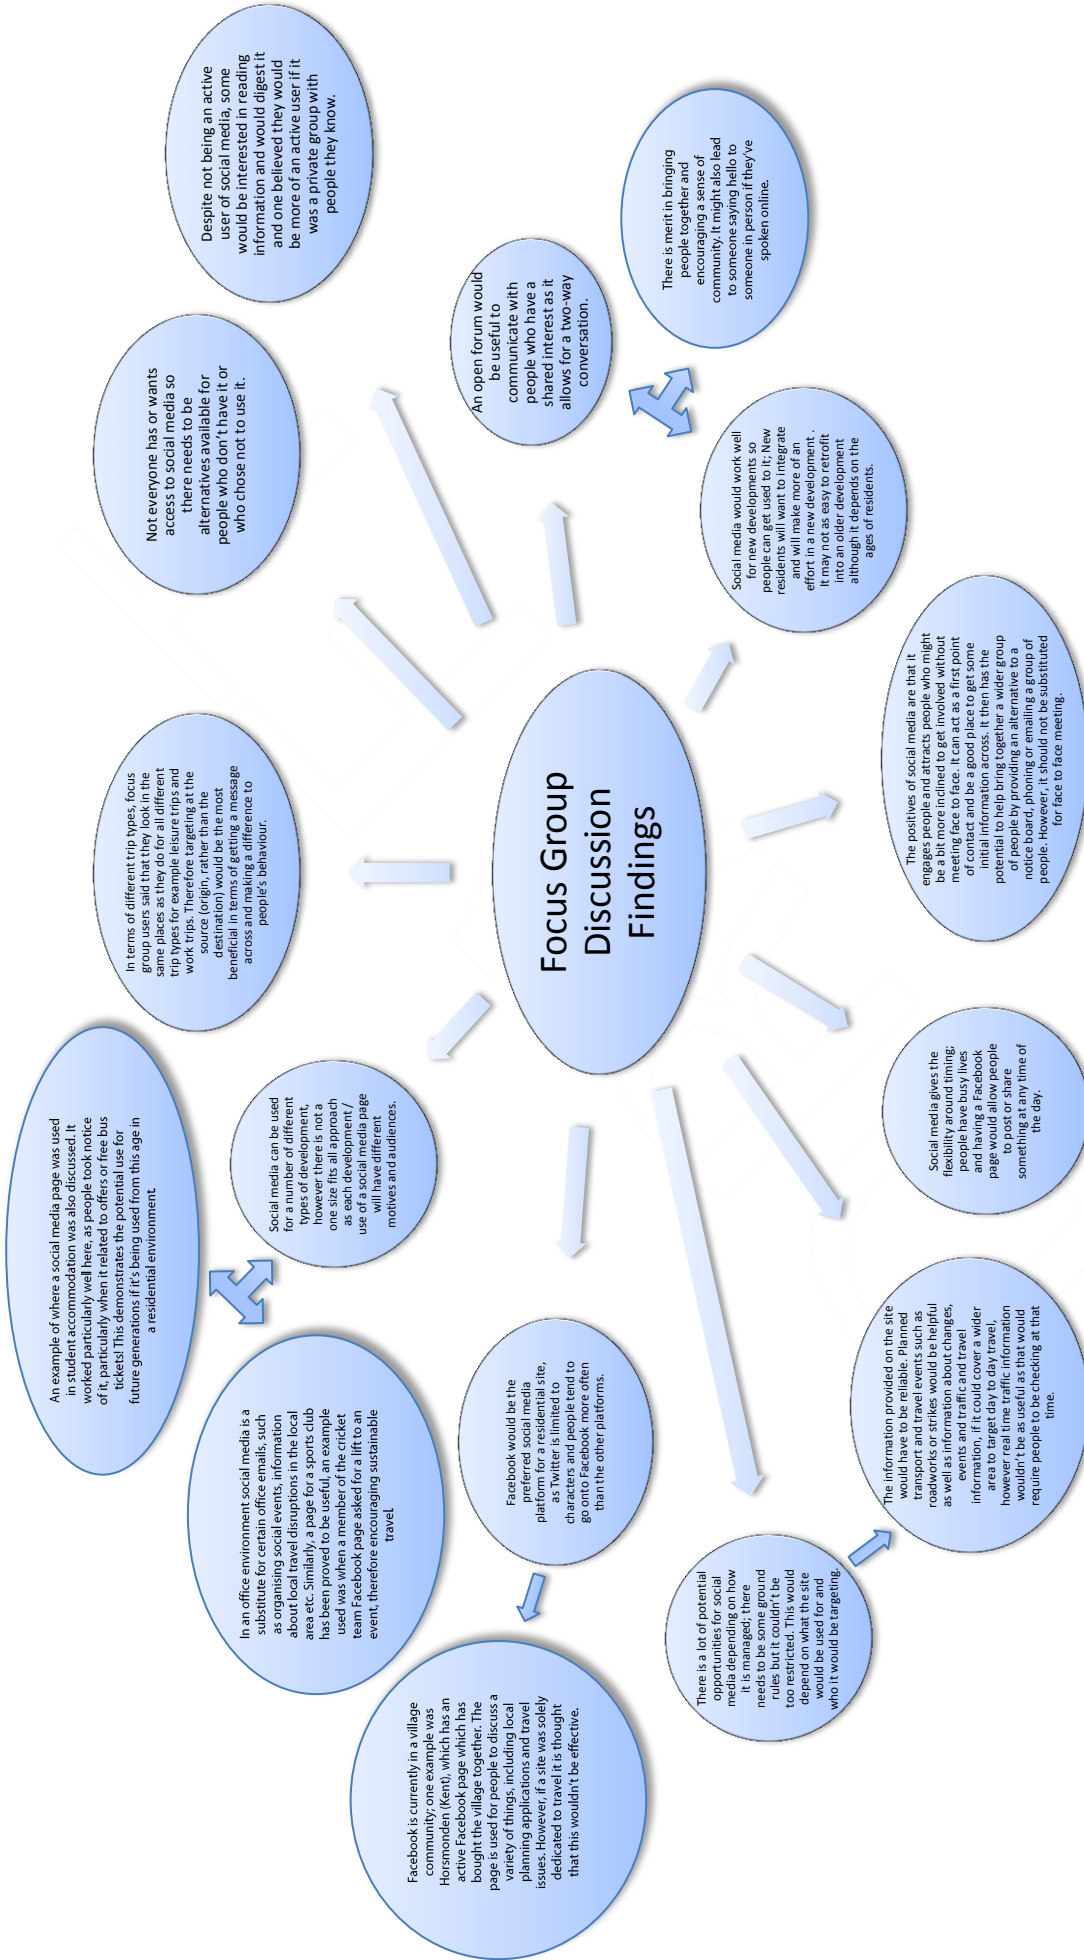 Focus Group
Discussion
Findings
An example of where a social media page was used
in student accommodation was also discussed. It
worked particularly well here, as people took notice
of it, particularly when it related to offers or free bus
tickets! This demonstrates the potential use for
future generations if it's being used from this age in
a residential environment.
In an office environment social media is a
substitute for certain office emails, such
as organising social events, information
about local travel disruptions in the local
area etc. Similarly, a page for a sports club
has been proved to be useful, an example
used was when a member of the cricket
team Facebook page asked for a lift to an
event, therefore encouraging sustainable
travel.
Social media can be used
for a number of different
types of development,
however there is not a
one size fits all approach
as each development /
use of a social media page
will have different
motives and audiences.
In terms of different trip types, focus
group users said that they look in the
same places as they do for all different
trip types for example leisure trips and
work trips. Therefore targeting at the
source (origin, rather than the
destination) would be the most
beneficial in terms of getting a message
across and making a difference to
people's behaviour.
Not everyone has or wants
access to social media so
there needs to be
alternatives available for
people who don't have it or
who chose not to use it.
Despite not being an active
user of social media, some
would be interested in reading
information and would digest it
and one believed they would
be more of an active user if it
was a private group with
people they know.
An open forum would
be useful to
communicate with
people who have a
shared interest as it
allows for a two-way
conversation.
There is merit in bringing
people together and
encouraging a sense of
community. It might also lead
to someone saying hello to
someone in person if they've
spoken online.
Social media would work well
for new developments so
people can get used to it; New
residents will want to integrate
and will make more of an
effort in a new development .
It may not as easy to retrofit
into an older development
although it depends on the
ages of residents.
The positives of social media are that it
engages people and attracts people who might
be a bit more inclined to get involved without
meeting face to face. It can act as a first point
of contact and be a good place to get some
initial information across. It then has the
potential to help bring together a wider group
of people by providing an alternative to a
notice board, phoning or emailing a group of
people. However, it should not be substituted
for face to face meeting.
Social media gives the
flexibility around timing;
people have busy lives
and having a Facebook
page would allow people
to post or share
something at any time of
the day.
The information provided on the site
would have to be reliable. Planned
transport and travel events such as
roadworks or strikes would be helpful
as well as information about changes,
events and traffic and travel
information, if it could cover a wider
area to target day to day travel,
however real time traffic information
wouldn't be as useful as that would
require people to be checking at that
time.
There is a lot of potential
opportunities for social
media depending on how
it is managed; there
needs to be some ground
rules but it couldn't be
too restricted. This would
depend on what the site
would be used for and
who it would be targeting.
Facebook would be the
preferred social media
platform for a residential site,
as Twitter is limited to
characters and people tend to
go onto Facebook more often
than the other platforms.
Facebook is currently in a village
community; one example was
Horsmonden (Kent), which has an
active Facebook page which has
bought the village together. The
page is used for people to discuss a
variety of things, including local
planning applications and travel
issues. However, if a site was solely
dedicated to travel it is thought
that this wouldn't be effective.